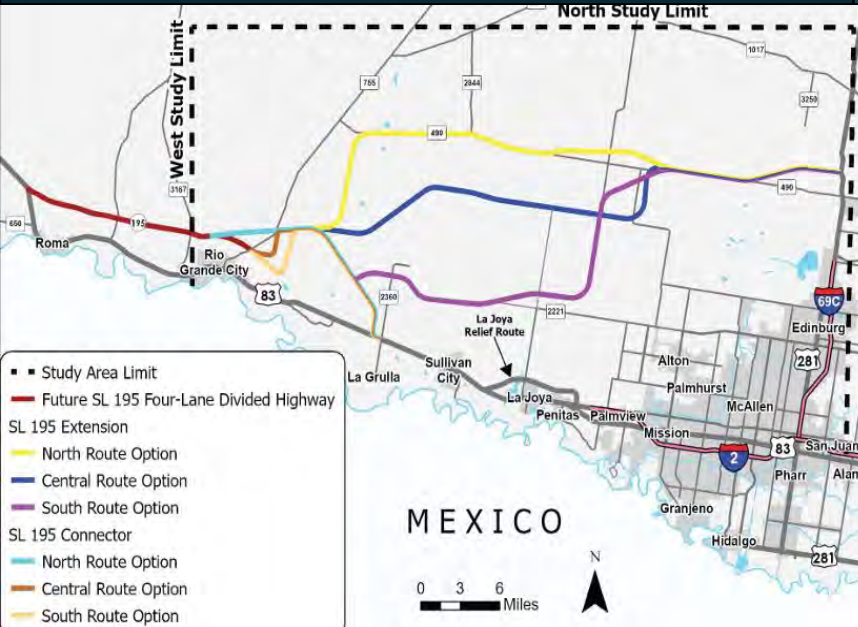 North Study Limit
West Study Limit
1017
755
2844
3250
490
3167
490
650
195
Roma
Rio
Grande City
83
2360
2221
La Joya
Relief Route
69C
Edinburg
281
Alton
Palmhurst
McAllen
La Grulla
Sullivan
City
La Joya
Penitas
Palmview
Mission
2
83
San Juan
Pharr
Alam
Granjeno
Hidalgo
281
MEXICO
N
0 3 6
Miles
Study Area Limit
Future SL 195 Four-Lane Divided Highway
SL 195 Extension
North Route Option
Central Route Option
South Route Option
SL 195 Connector
North Route Option
Central Route Option
South Route Option